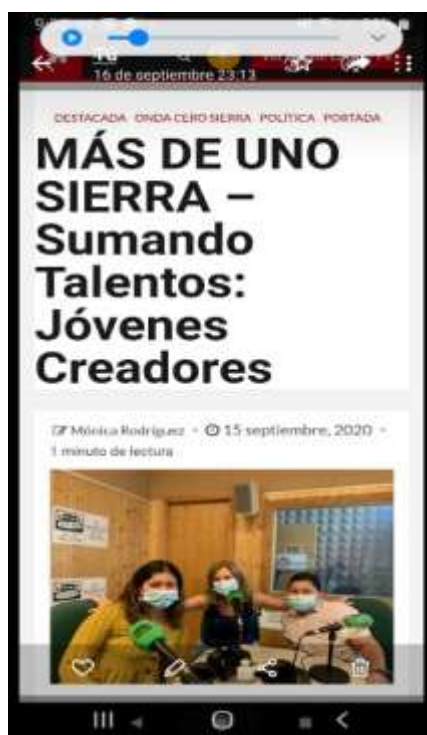 16 de septiembre 23:13
DESTACADA ONDA CERO SIERRA POLÍTICA PORTADA
MÁS DE UNO
SIERRA –
Sumando
Talentos:
Jóvenes
Creadores
Mónica Rodríguez - 15 septiembre, 2020 -
1 minuto de lectura